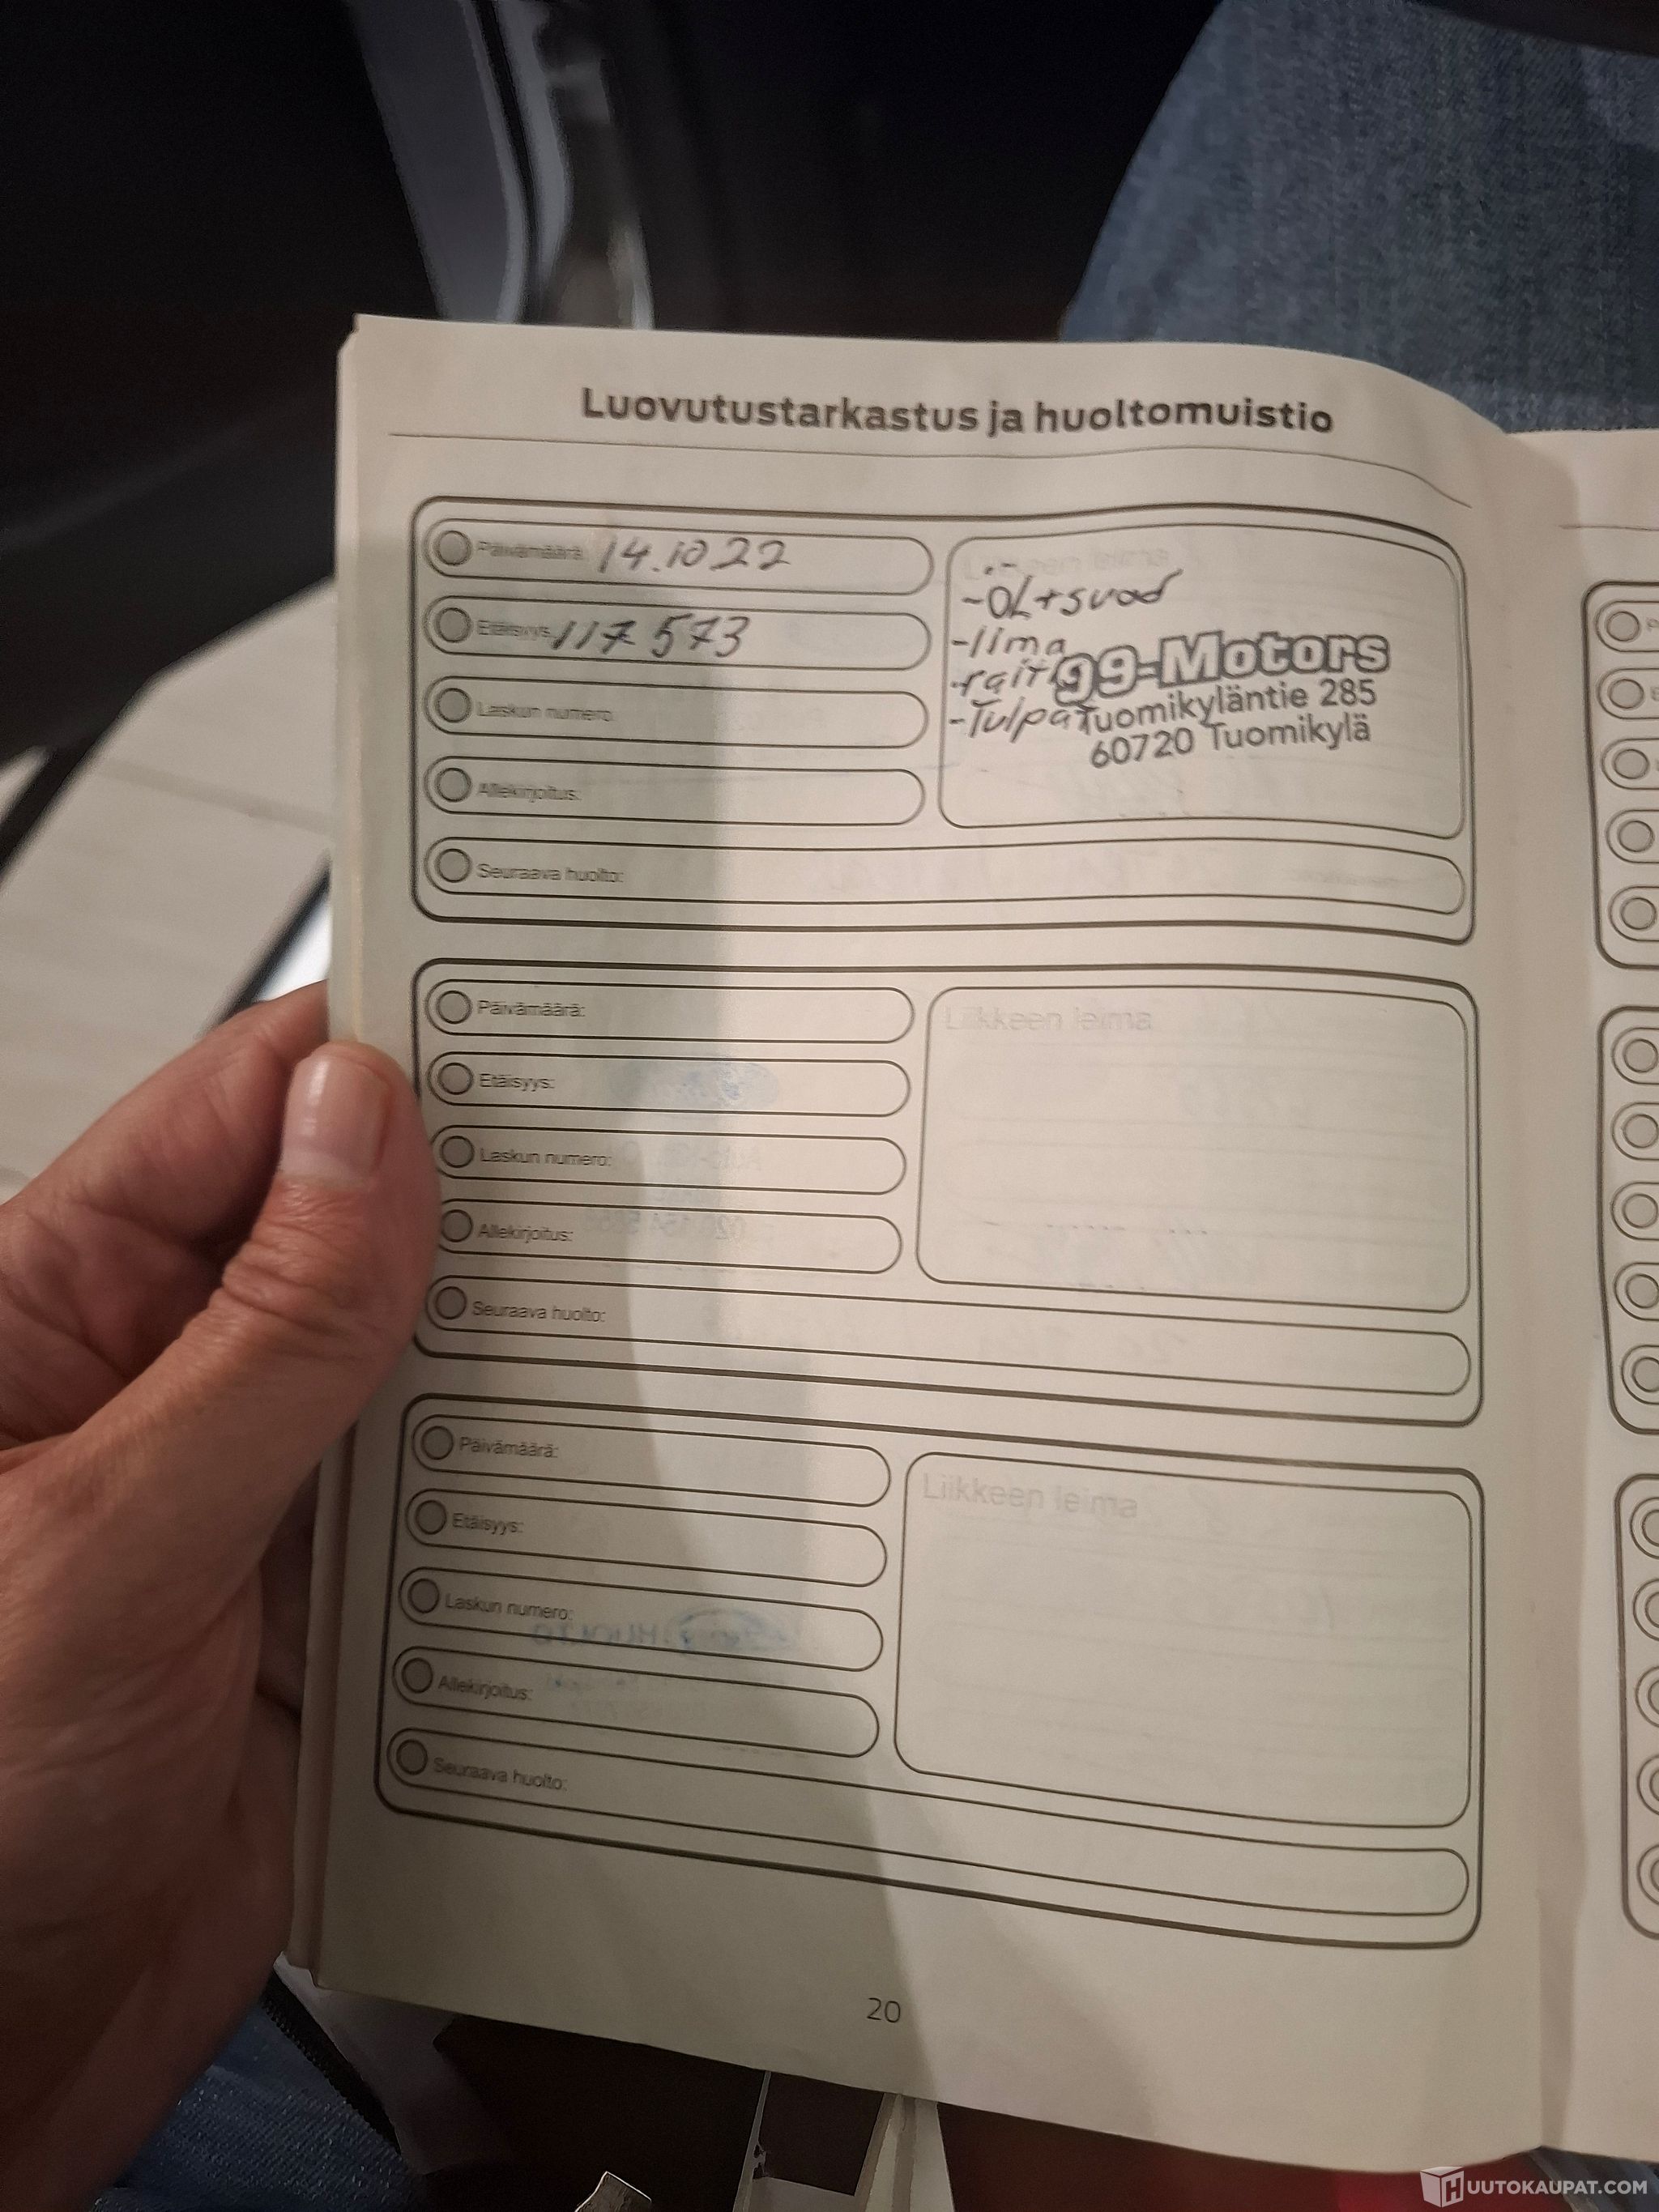 Luovutustarkastus ja huoltomuistio
Päivämäärä: 14.10 22
Etäisyys: 117 573
Laskun numero:
Allekirjoitus:
Seuraava huolto:
Liikkeen leima
-ÖL+suod
-ilma
-rait
-Tulpat
99-Motors
Tuomikyläntie 285
60720 Tuomikylä
Päivämäärä:
Etäisyys:
Laskun numero:
Allekirjoitus:
Seuraava huolto:
Liikkeen leima
Päivämäärä:
Etäisyys:
Laskun numero:
Allekirjoitus:
Seuraava huolto:
Liikkeen leima
20
HUUTOKAUPAT.COM